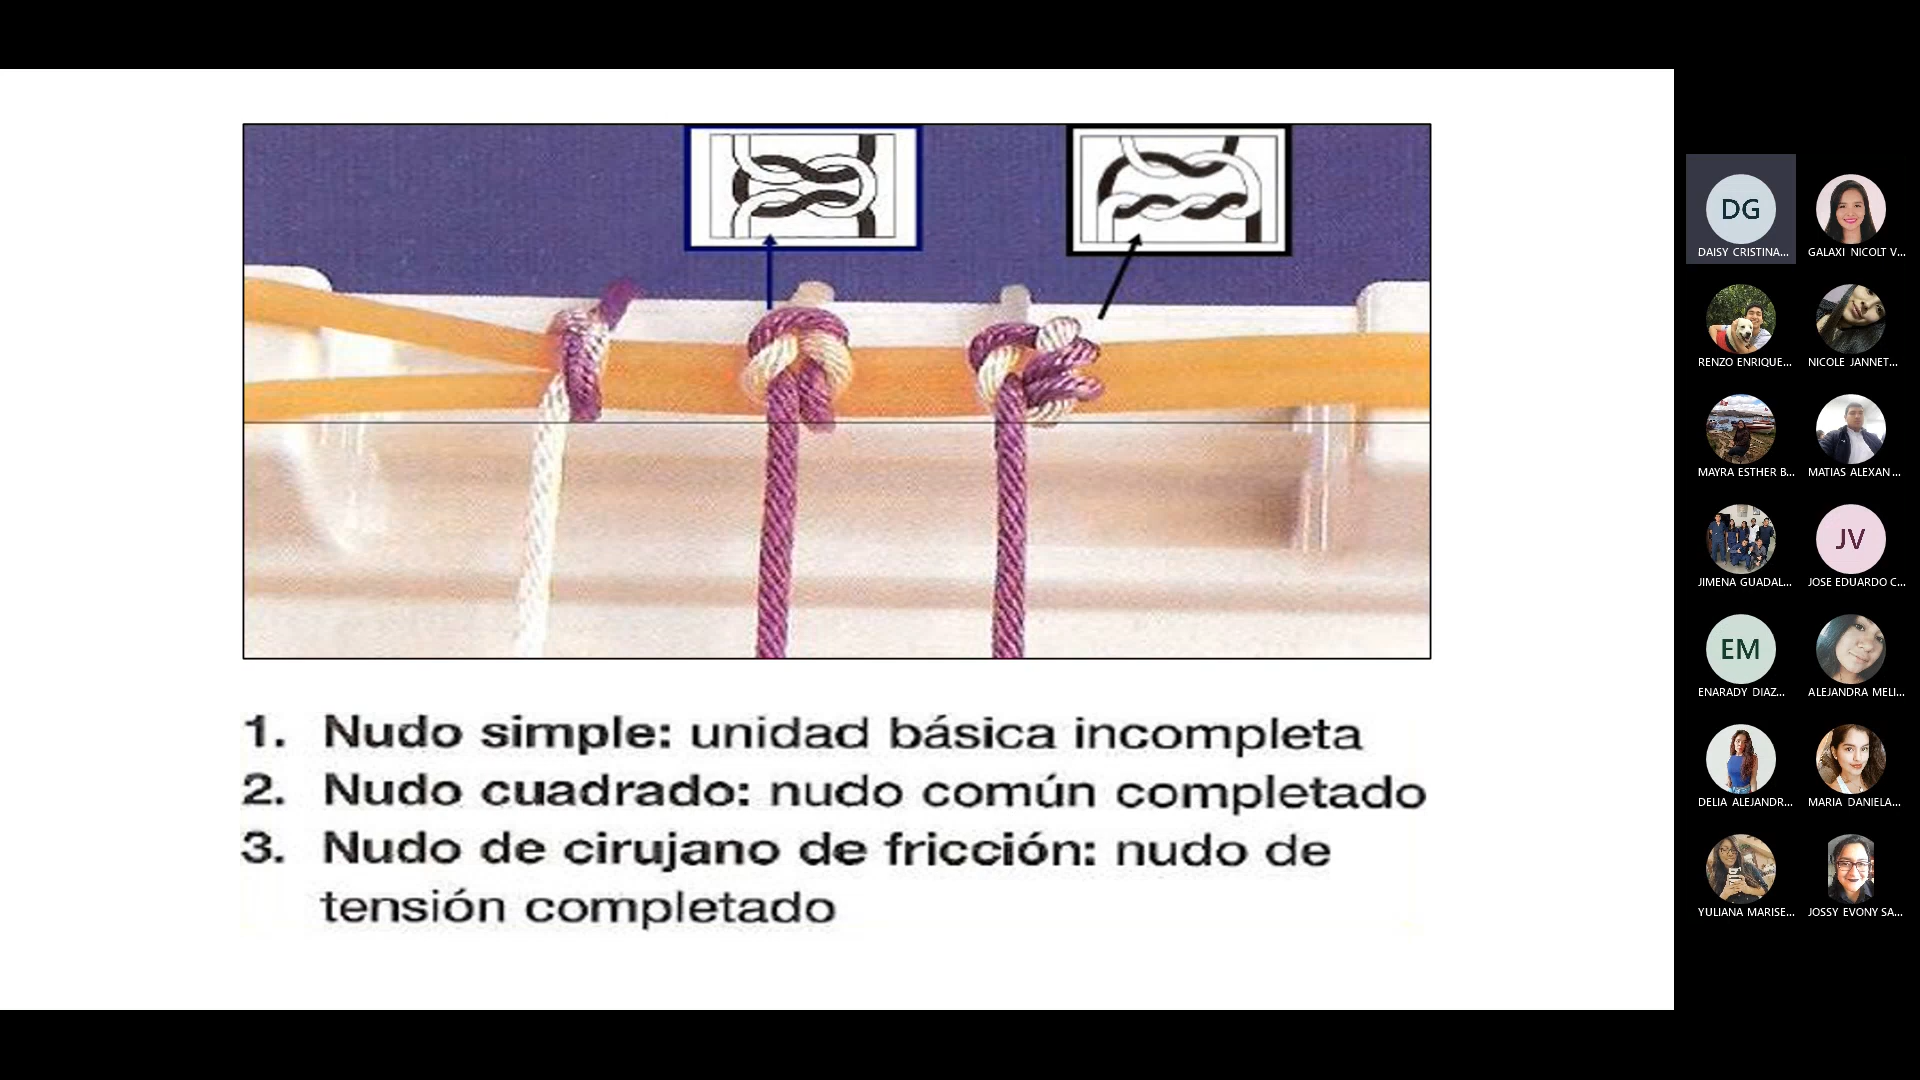 1. Nudo simple: unidad básica incompleta
2. Nudo cuadrado: nudo común completado
3. Nudo de cirujano de fricción: nudo de
tensión completado
DG
DAISY CRISTINA...
GALAXI NICOLT V...
RENZO ENRIQUE...
NICOLE JANNET...
MAYRA ESTHER B...
MATIAS ALEXAN...
JIMENA GUADAL...
JV
JOSE EDUARDO C...
EM
ENARADY DIAZ...
ALEJANDRA MELI...
DELIA ALEJANDR...
MARIA DANIELA...
YULIANA MARISE...
JOSSY EVONY SA...